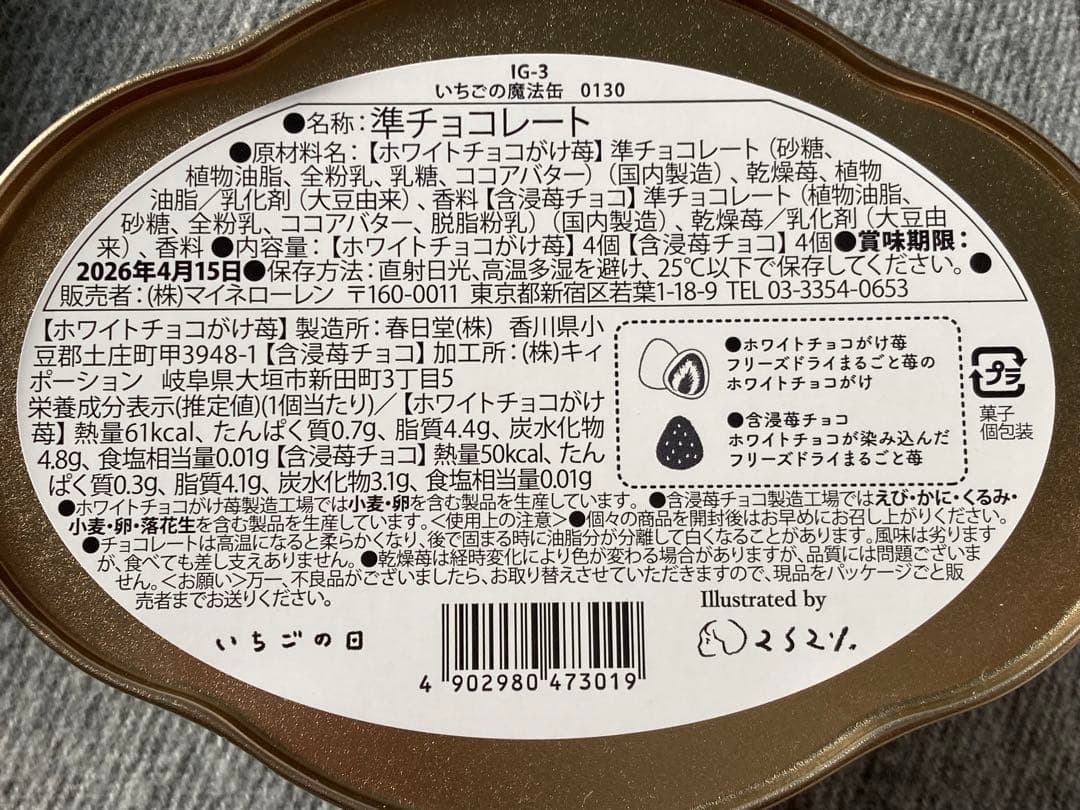 IG-3
いちごの魔法缶 0130
●名称：準チョコレート
●原材料名：【ホワイトチョコがけ苺】準チョコレート（砂糖、
植物油脂、全粉乳、乳糖、ココアバター）（国内製造）、乾燥苺、植物
油脂／乳化剤（大豆由来）、香料【含浸苺チョコ】準チョコレート（植物油脂、
砂糖、全粉乳、ココアバター、脱脂粉乳）（国内製造）、乾燥苺／乳化剤（大豆由
来）、香料●内容量：【ホワイトチョコがけ苺】4個【含浸苺チョコ】4個●賞味期限：
2026年4月15日●保存方法：直射日光、高温多湿を避け、25℃以下で保存してください。●
販売者：(株)マイネローレン 〒160-0011 東京都新宿区若葉1-18-9 TEL 03-3354-0653
【ホワイトチョコがけ苺】製造所：春日堂(株) 香川県小
豆郡土庄町甲3948-1【含浸苺チョコ】加工所：(株)キィ
ポーション 岐阜県大垣市新田町3丁目5
栄養成分表示(推定値)(1個当たり)／【ホワイトチョコがけ
苺】熱量61kcal、たんぱく質0.7g、脂質4.4g、炭水化物
4.8g、食塩相当量0.01g【含浸苺チョコ】熱量50kcal、たん
ぱく質0.3g、脂質4.1g、炭水化物3.1g、食塩相当量0.01g
●ホワイトチョコがけ苺
フリーズドライまるごと苺の
ホワイトチョコがけ
●含浸苺チョコ
ホワイトチョコが染み込んだ
フリーズドライまるごと苺
プラ
菓子
個包装
●ホワイトチョコがけ苺製造工場では小麦・卵を含む製品を生産しています。●含浸苺チョコ製造工場ではえび・かに・くるみ・
小麦・卵・落花生を含む製品を生産しています。＜使用上の注意＞●個々の商品を開封後はお早めにお召し上がりください。
●チョコレートは高温になると柔らかくなり、後で固まる時に油脂分が分離して白くなることがあります。風味は劣ります
が、食べても差し支えありません。●乾燥苺は経時変化により色が変わる場合がありますが、品質には問題ございま
せん。＜お願い＞万一、不良品がございましたら、お取り替えさせていただきますので、現品をパッケージごと販
売者までお送りください。
いちごの日
4 902980 473019
Illustrated by